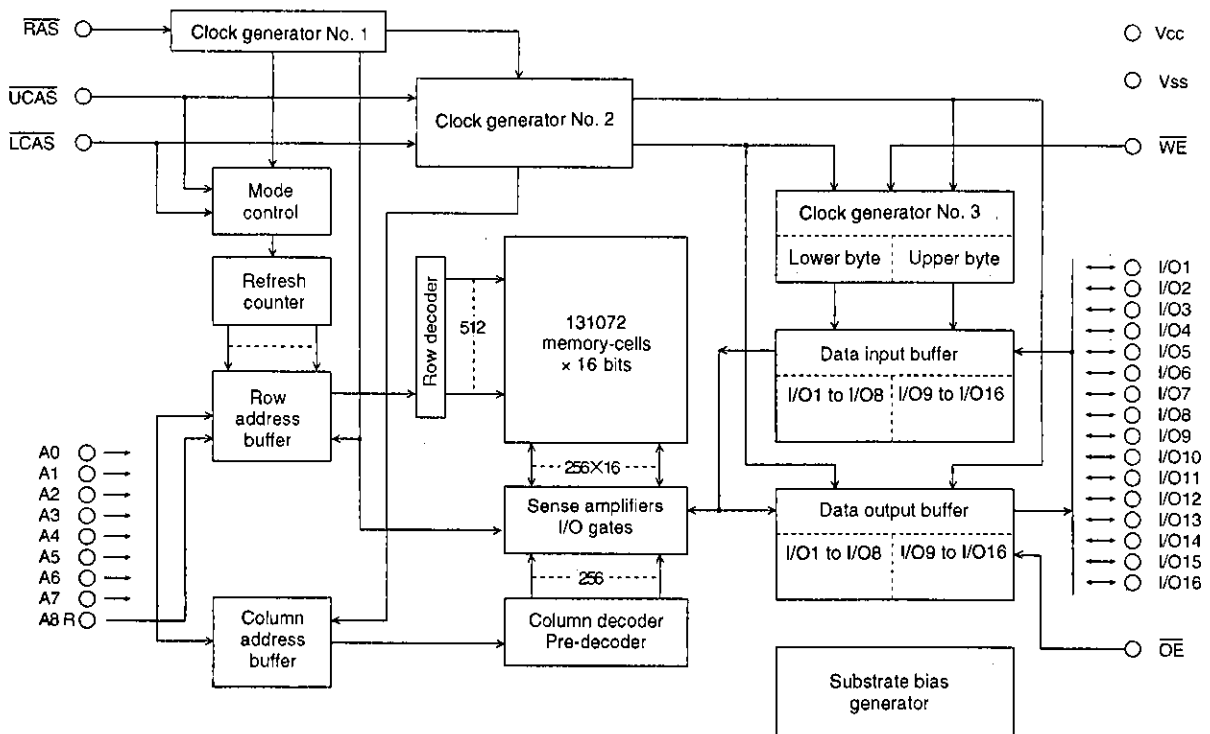 RAS
Clock generator No. 1
Vcc
UCAS
Clock generator No. 2
Vss
LCAS
WE
Mode
control
Clock generator No. 3
Lower byte
Upper byte
Refresh
counter
Row decoder
512
131072
memory-cells
× 16 bits
Data input buffer
I/O1 to I/O8
I/O9 to I/O16
Row
address
buffer
256×16
Sense amplifiers
I/O gates
Data output buffer
I/O1 to I/O8
I/O9 to I/O16
256
Column
address
buffer
Column decoder
Pre-decoder
Substrate bias
generator
A0
A1
A2
A3
A4
A5
A6
A7
A8 R
I/O1
I/O2
I/O3
I/O4
I/O5
I/O6
I/O7
I/O8
I/O9
I/O10
I/O11
I/O12
I/O13
I/O14
I/O15
I/O16
OE